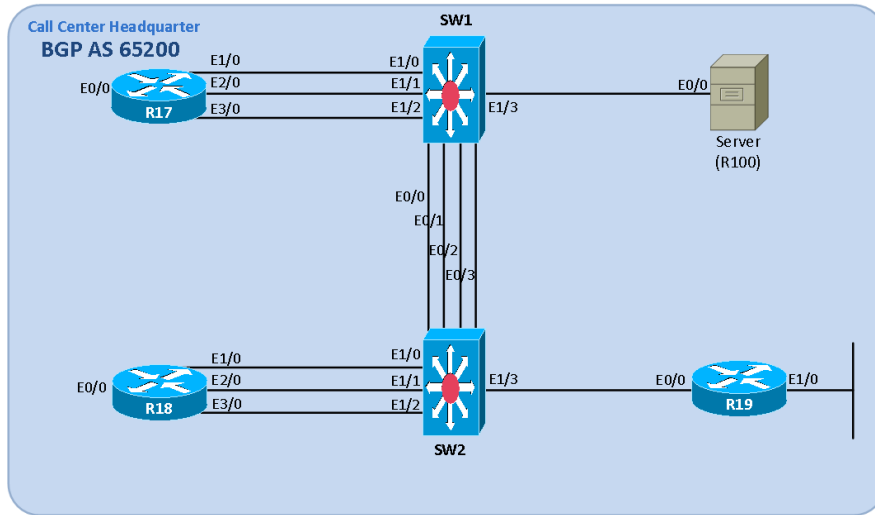 Call Center Headquarter
BGP AS 65200
SW1
E1/0 E1/0
E0/0 E2/0 E1/1 E0/0
E3/0 E1/2 E1/3
R17
Server
(R100)
E0/0
E0/1
E0/2
E0/3
E1/0 E1/0
E0/0 E2/0 E1/1 E1/3 E0/0 E1/0
E3/0 E1/2
R18 R19
SW2